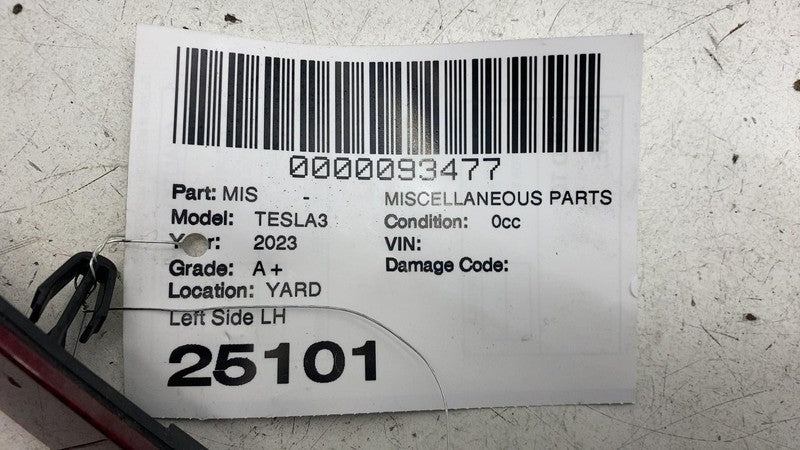 0000093477
Part: MIS - MISCELLANEOUS PARTS
Model: TESLA3 Condition: 0cc
Year: 2023 VIN:
Grade: A+ Damage Code:
Location: YARD
Left Side LH
25101